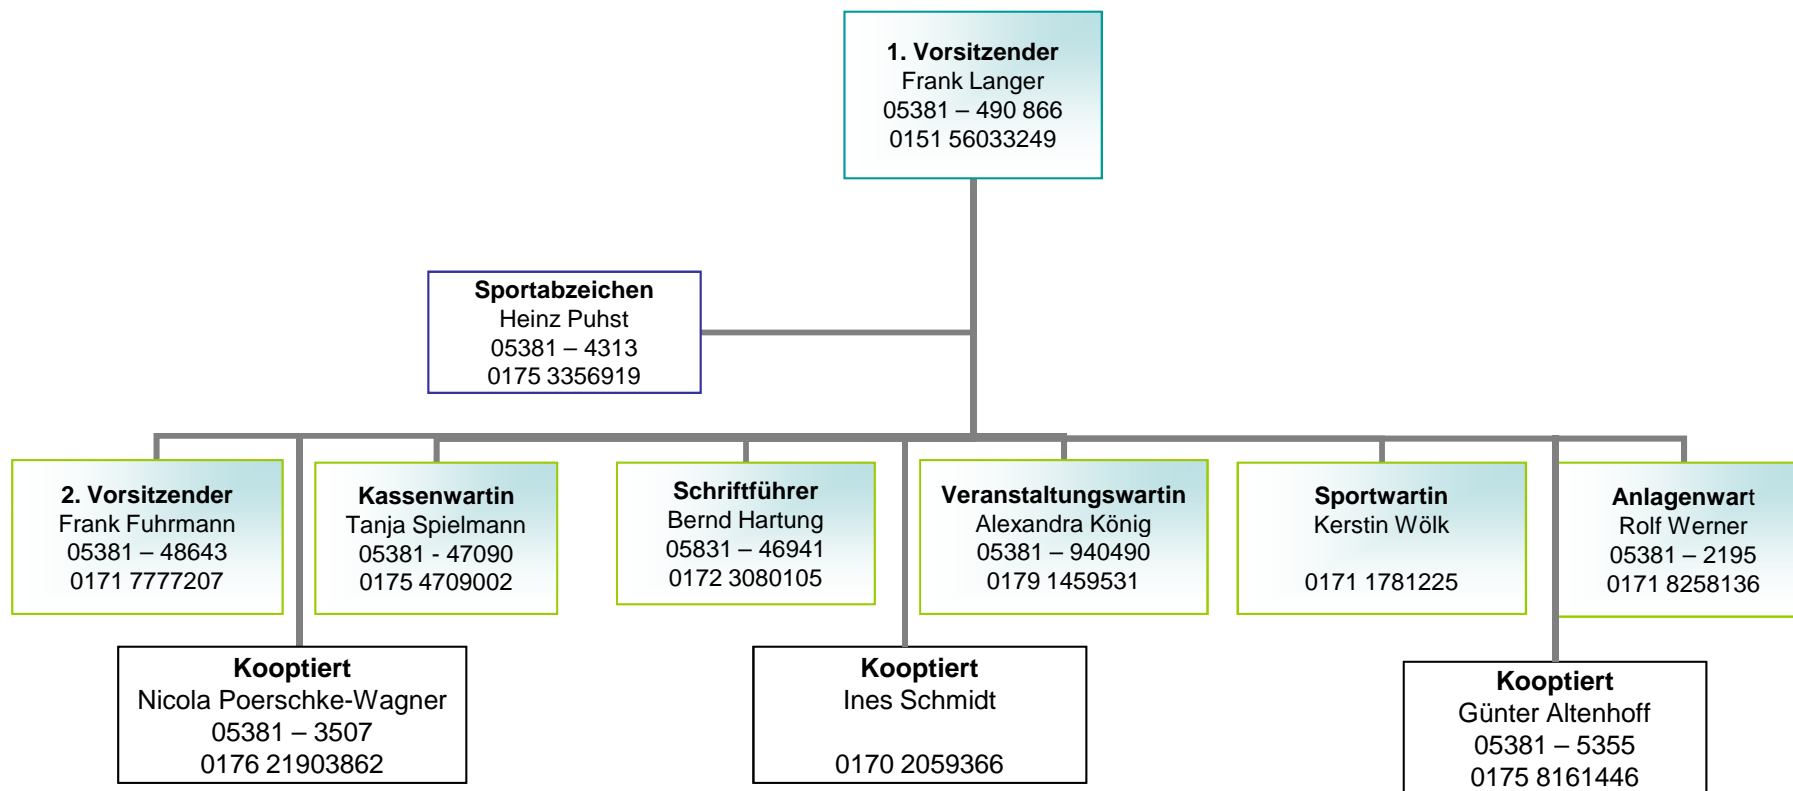 1. Vorsitzender
Frank Langer
05381 – 490 866
0151 56033249
Sportabzeichen
Heinz Puhst
05381 – 4313
0175 3356919
2. Vorsitzender
Frank Fuhrmann
05381 – 48643
0171 7777207
Kassenwartin
Tanja Spielmann
05381 - 47090
0175 4709002
Schriftführer
Bernd Hartung
05831 – 46941
0172 3080105
Veranstaltungswartin
Alexandra König
05381 – 940490
0179 1459531
Sportwartin
Kerstin Wölk
0171 1781225
Anlagenwart
Rolf Werner
05381 – 2195
0171 8258136
Kooptiert
Nicola Poerschke-Wagner
05381 – 3507
0176 21903862
Kooptiert
Ines Schmidt
0170 2059366
Kooptiert
Günter Altenhoff
05381 – 5355
0175 8161446